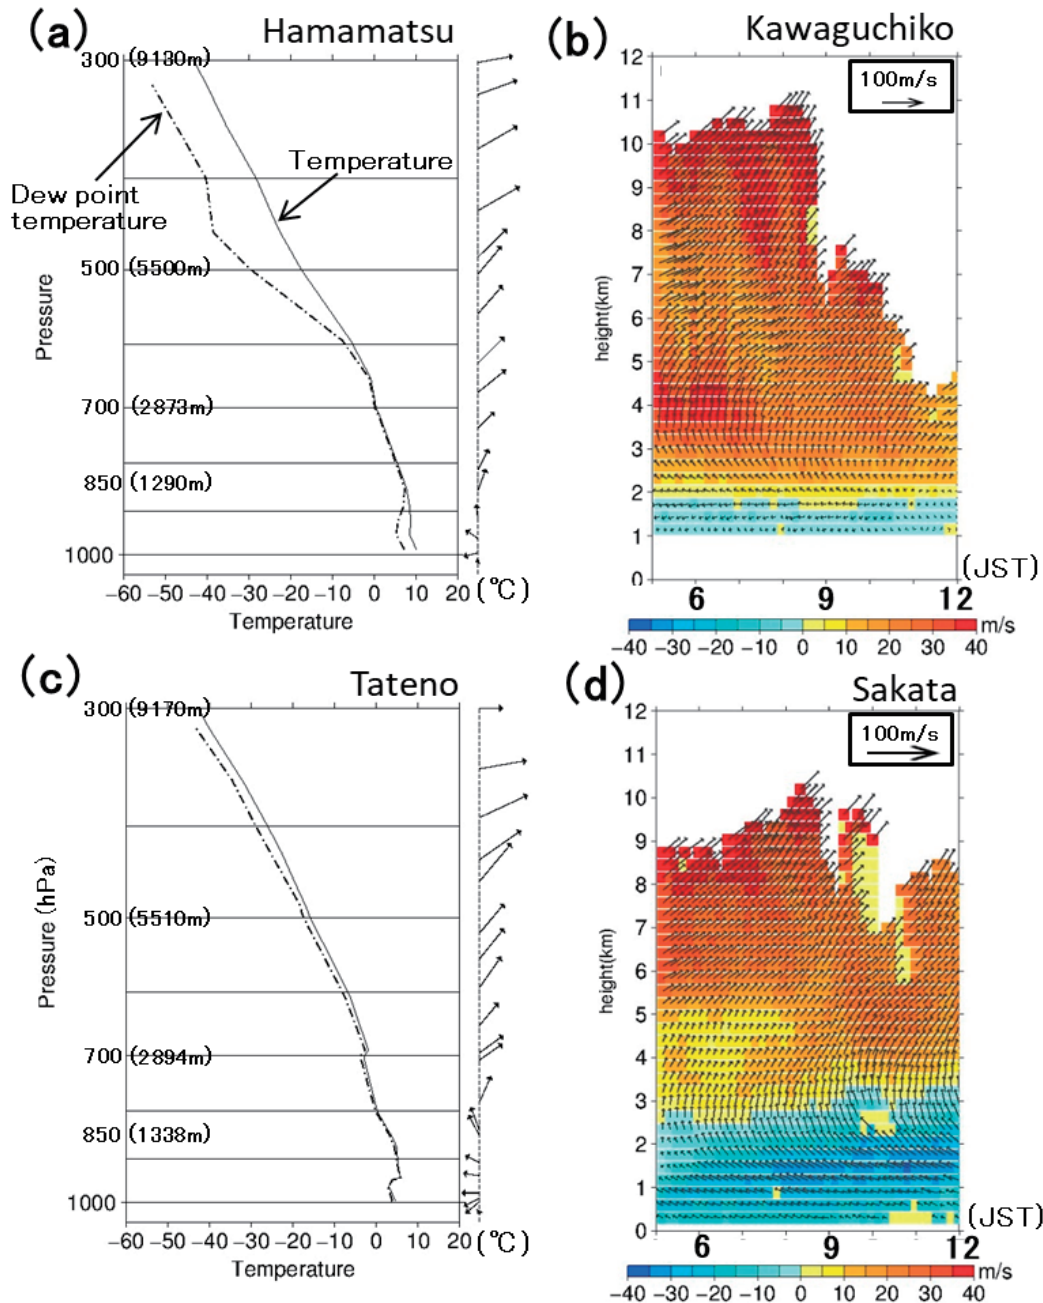 (a)
Hamamatsu
300 (9130m)
Dew point
temperature
Temperature
500 (5500m)
700 (2873m)
850 (1290m)
1000
Pressure
−60 −50 −40 −30 −20 −10 0 10 20 (℃)
Temperature
(b)
Kawaguchiko
100m/s
12
11
10
9
8
7
6
5
4
3
2
1
0
height(km)
6 9 12 (JST)
−40 −30 −20 −10 0 10 20 30 40 m/s
(c)
Tateno
300 (9170m)
500 (5510m)
700 (2894m)
850 (1338m)
1000
Pressure (hPa)
−60 −50 −40 −30 −20 −10 0 10 20 (℃)
Temperature
(d)
Sakata
100m/s
12
11
10
9
8
7
6
5
4
3
2
1
0
height(km)
6 9 12 (JST)
−40 −30 −20 −10 0 10 20 30 40 m/s